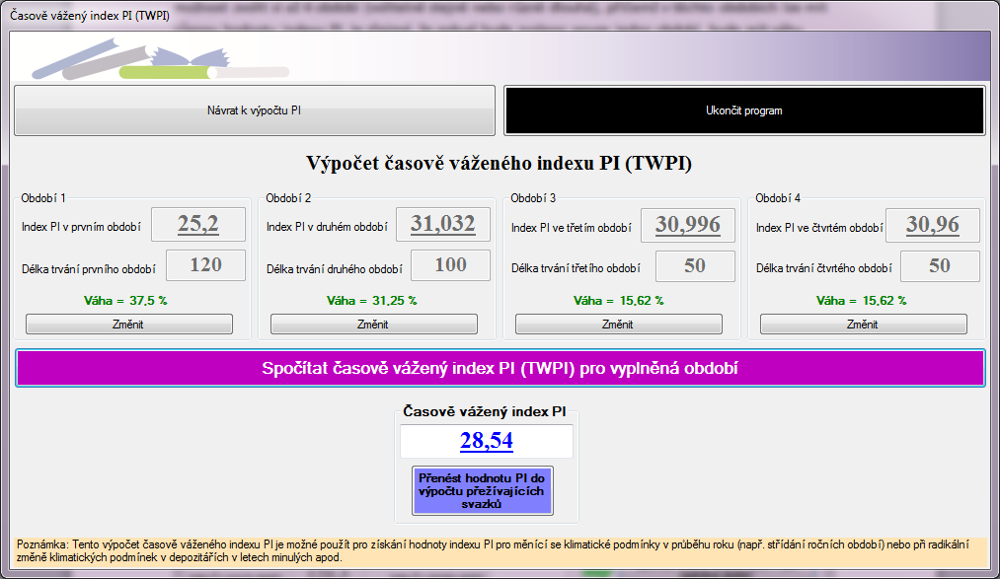 Časově vážený index PI (TWPI)
Návrat k výpočtu PI
Ukončit program
Výpočet časově váženého indexu PI (TWPI)
Období 1
Index PI v prvním období
25,2
Délka trvání prvního období
120
Váha = 37,5 %
Změnit
Období 2
Index PI v druhém období
31,032
Délka trvání druhého období
100
Váha = 31,25 %
Změnit
Období 3
Index PI ve třetím období
30,996
Délka trvání třetího období
50
Váha = 15,62 %
Změnit
Období 4
Index PI ve čtvrtém období
30,96
Délka trvání čtvrtého období
50
Váha = 15,62 %
Změnit
Spočítat časově vážený index PI (TWPI) pro vyplněná období
Časově vážený index PI
28,54
Přenést hodnotu PI do
výpočtu přežívajících
svazků
Poznámka: Tento výpočet časově váženého indexu PI je možné použít pro získání hodnoty indexu PI pro měnící se klimatické podmínky v průběhu roku (např. střídání ročních období) nebo při radikální
změně klimatických podmínek v depozitářích v letech minulých apod.